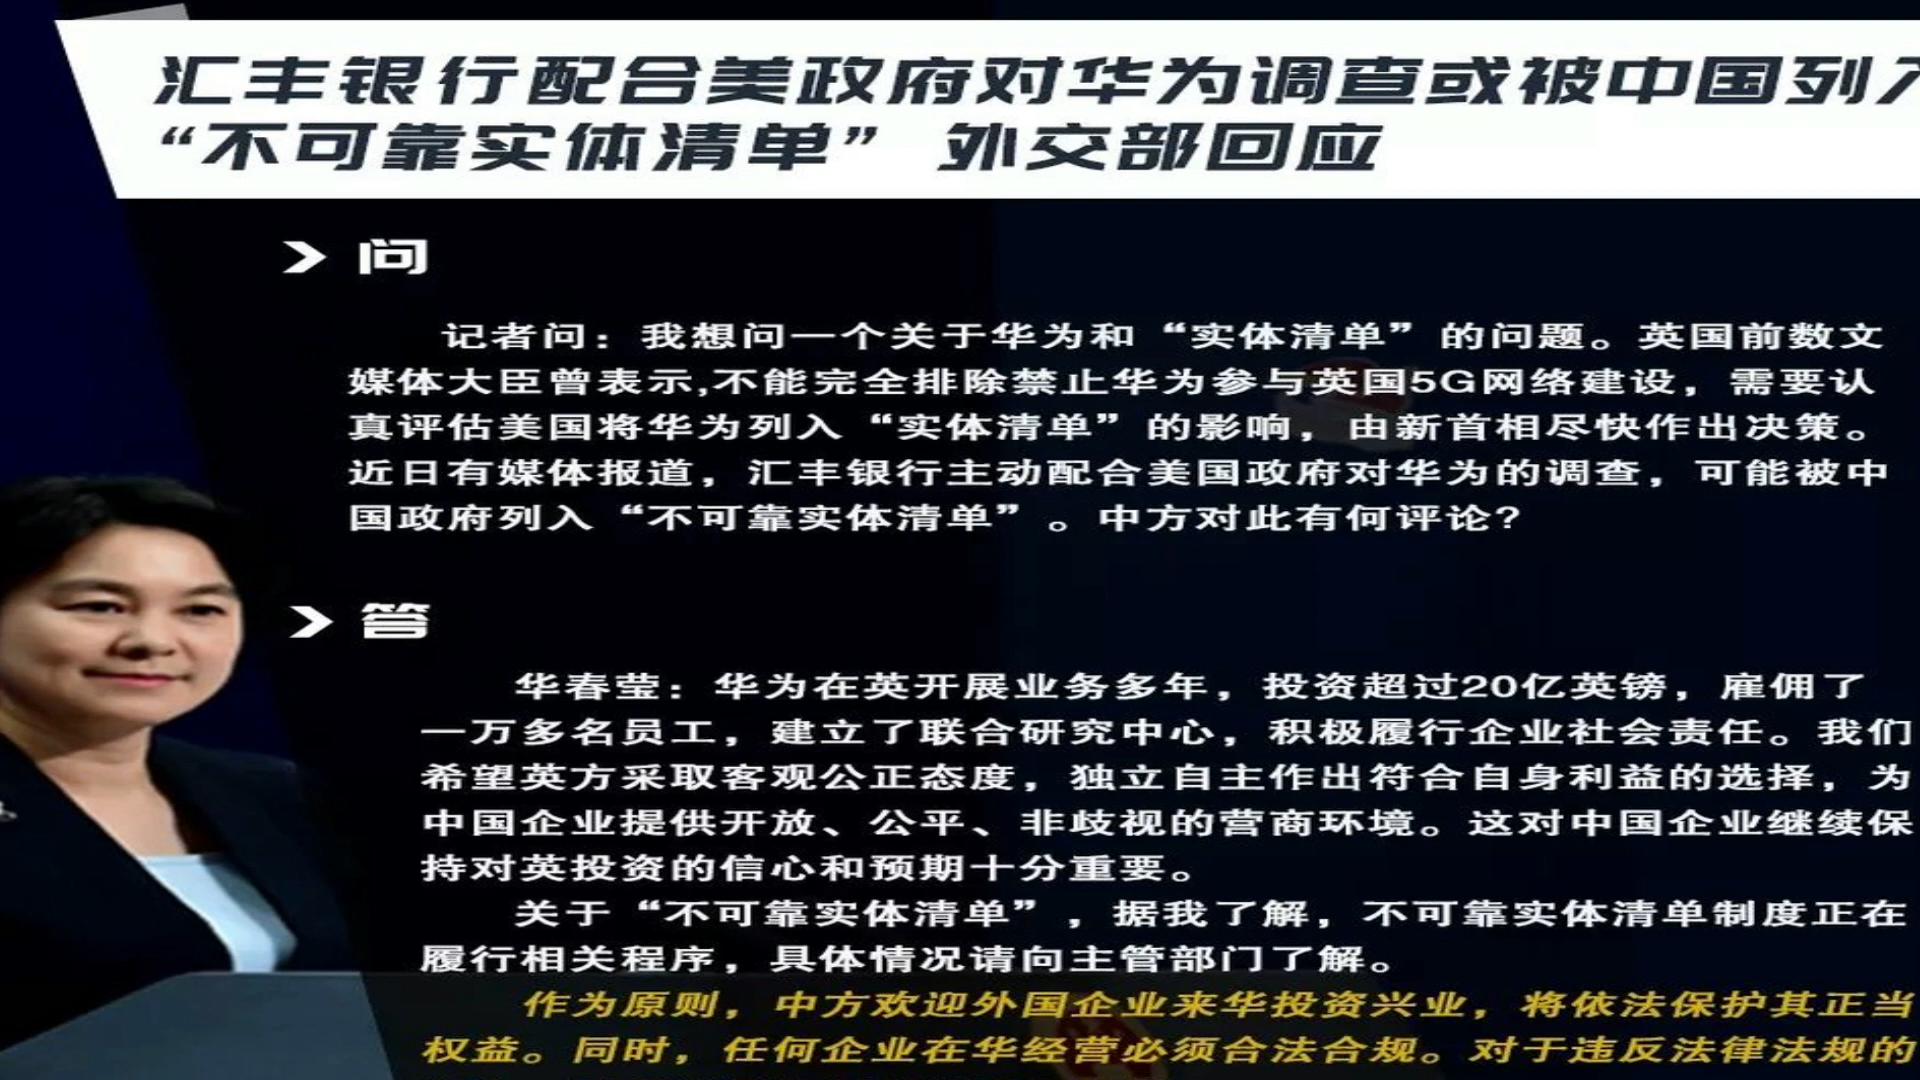 汇丰银行配合美政府对华为调查或被中国列入
“不可靠实体清单” 外交部回应
问
记者问：我想问一个关于华为和“实体清单”的问题。英国前数文
媒体大臣曾表示,不能完全排除禁止华为参与英国5G网络建设，需要认
真评估美国将华为列入“实体清单”的影响，由新首相尽快作出决策。
近日有媒体报道，汇丰银行主动配合美国政府对华为的调查，可能被中
国政府列入“不可靠实体清单”。中方对此有何评论?
答
华春莹：华为在英开展业务多年，投资超过20亿英镑，雇佣了
一万多名员工，建立了联合研究中心，积极履行企业社会责任。我们
希望英方采取客观公正态度，独立自主作出符合自身利益的选择，为
中国企业提供开放、公平、非歧视的营商环境。这对中国企业继续保
持对英投资的信心和预期十分重要。
关于“不可靠实体清单”，据我了解，不可靠实体清单制度正在
履行相关程序，具体情况请向主管部门了解。
作为原则，中方欢迎外国企业来华投资兴业，将依法保护其正当
权益。同时，任何企业在华经营必须合法合规。对于违反法律法规的